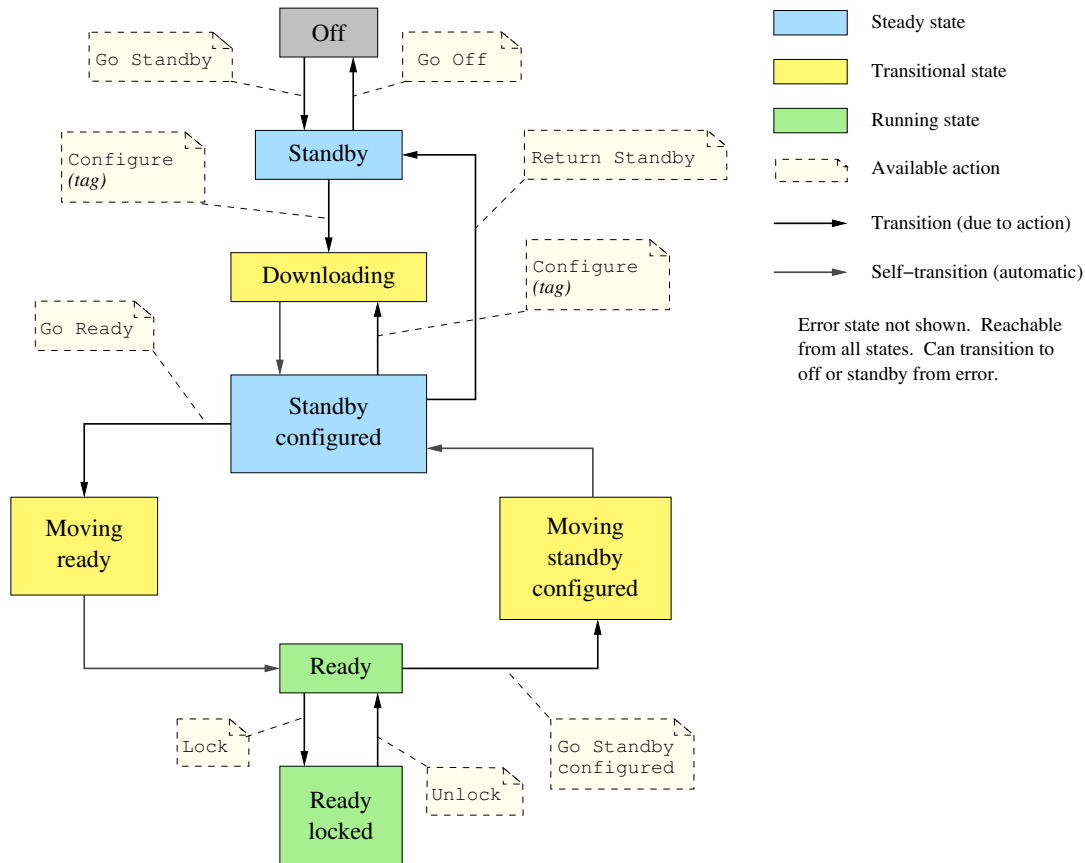 Off
Go Standby
Go Off
Standby
Configure
(tag)
Return Standby
Downloading
Configure
(tag)
Go Ready
Standby
configured
Moving
ready
Moving
standby
configured
Ready
Lock
Go Standby
configured
Unlock
Ready
locked
Steady state
Transitional state
Running state
Available action
Transition (due to action)
Self−transition (automatic)
Error state not shown. Reachable
from all states. Can transition to
off or standby from error.